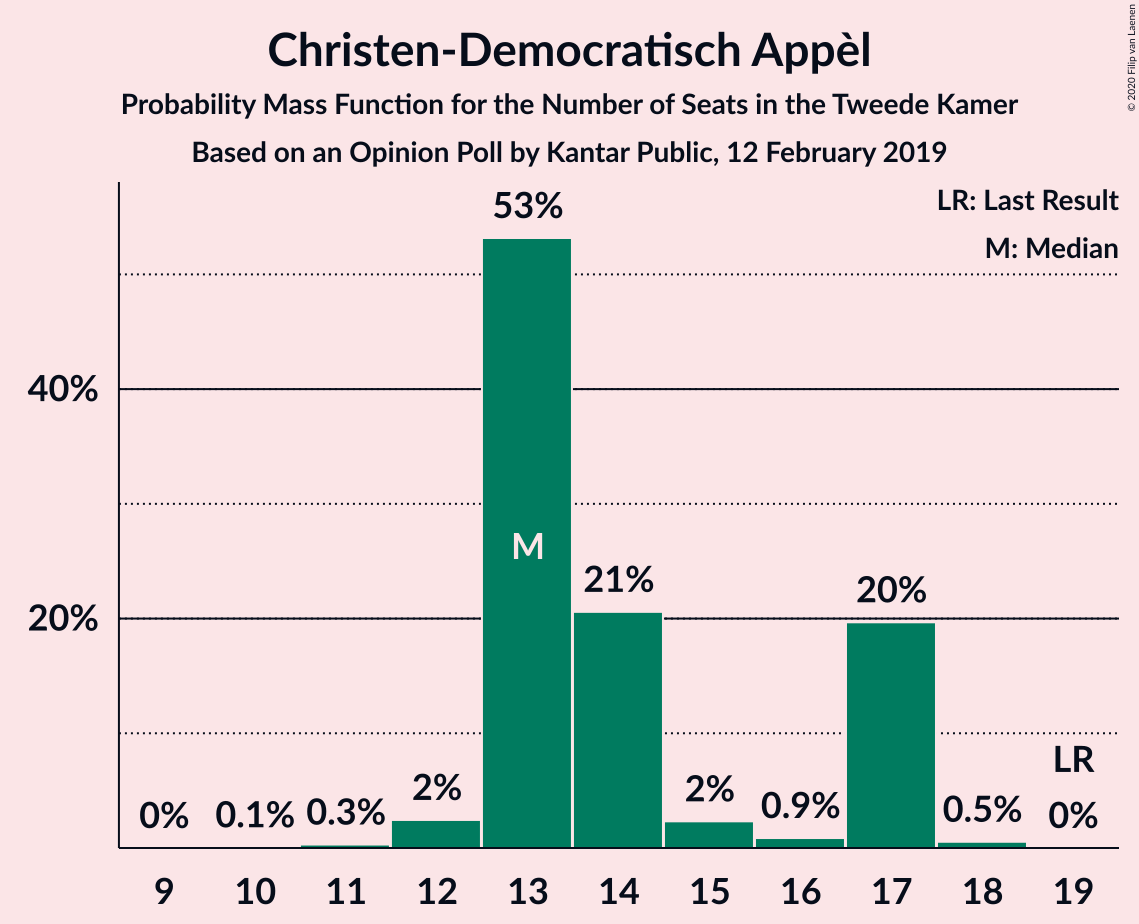 Christen-Democratisch Appèl
Probability Mass Function for the Number of Seats in the Tweede Kamer
Based on an Opinion Poll by Kantar Public, 12 February 2019
© 2020 Filip van Laenen
LR: Last Result
M: Median
40%
20%
0%
0.1%
0.3%
2%
53%
M
21%
2%
0.9%
20%
0.5%
LR
0%
9 10 11 12 13 14 15 16 17 18 19